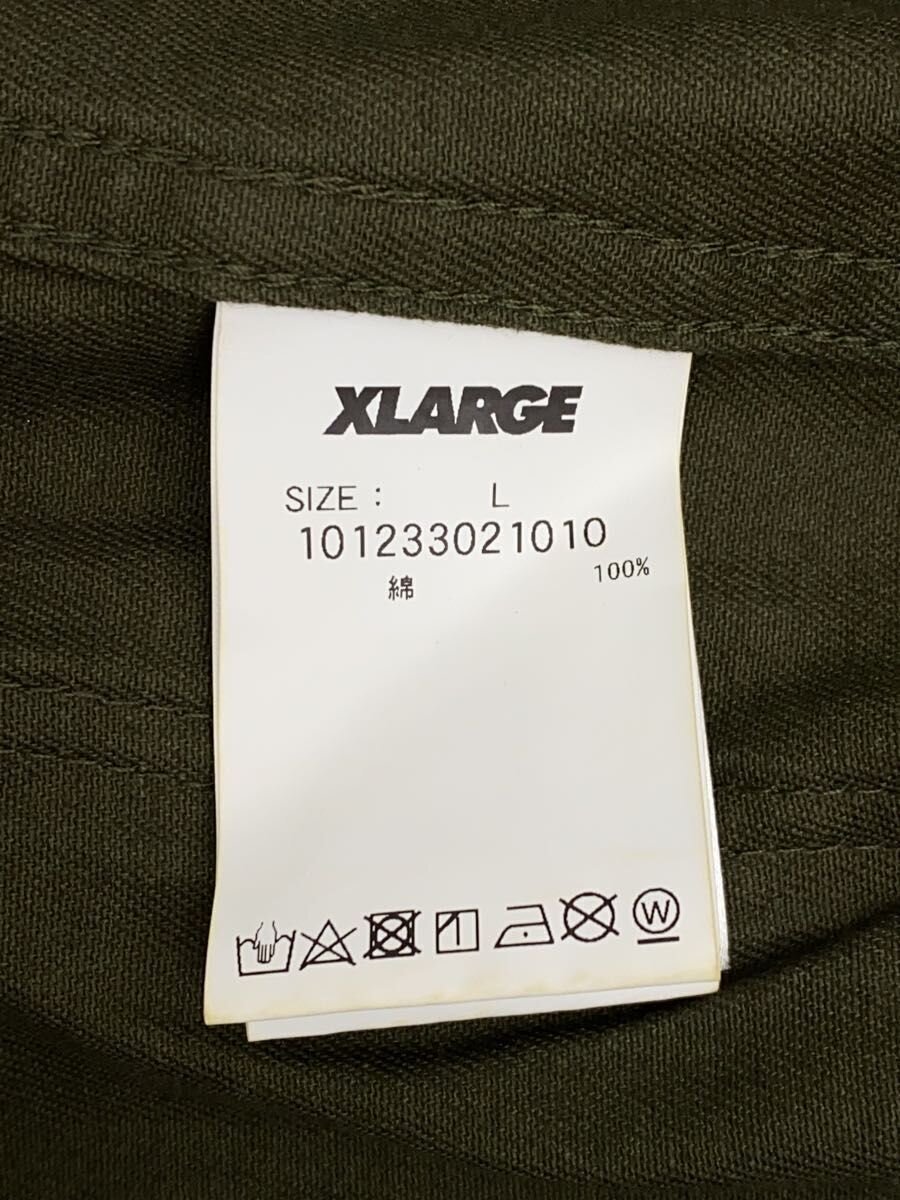 XLARGE
SIZE : L
101233021010
綿 100%
W